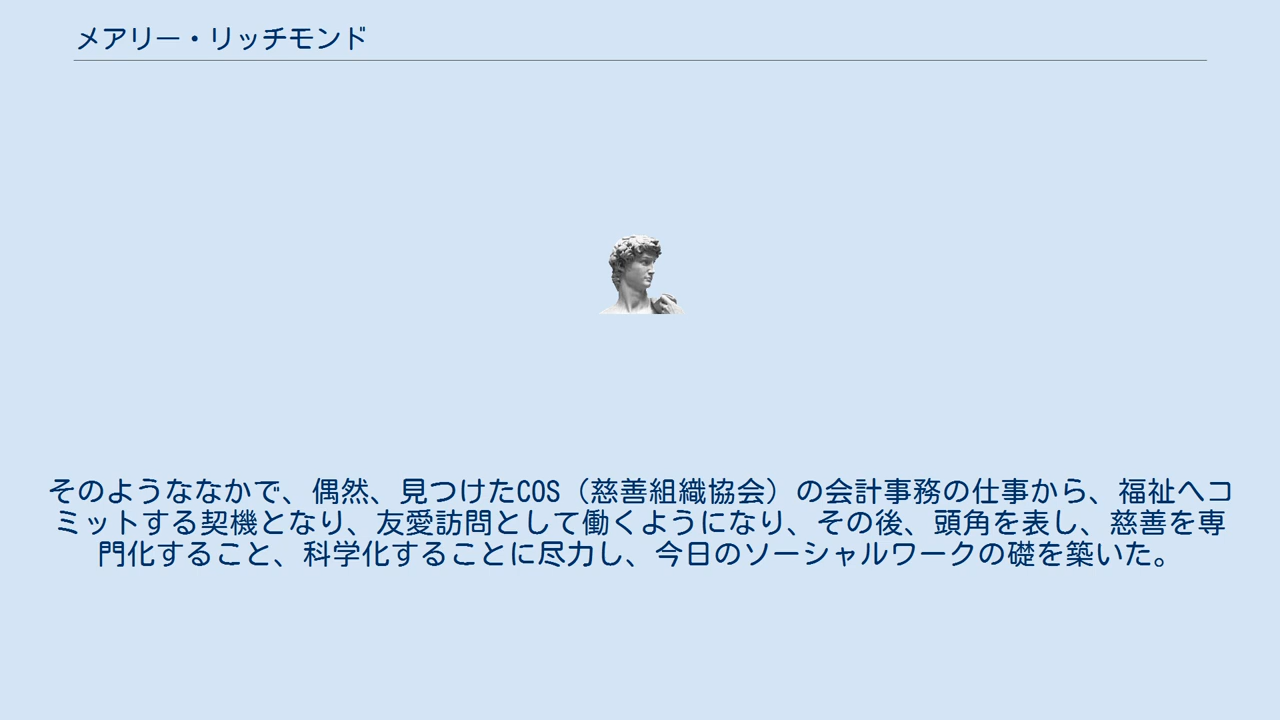 メアリー・リッチモンド
そのようななかで、偶然、見つけたCOS（慈善組織協会）の会計事務の仕事から、福祉へコ
ミットする契機となり、友愛訪問として働くようになり、その後、頭角を表し、慈善を専
門化すること、科学化することに尽力し、今日のソーシャルワークの礎を築いた。